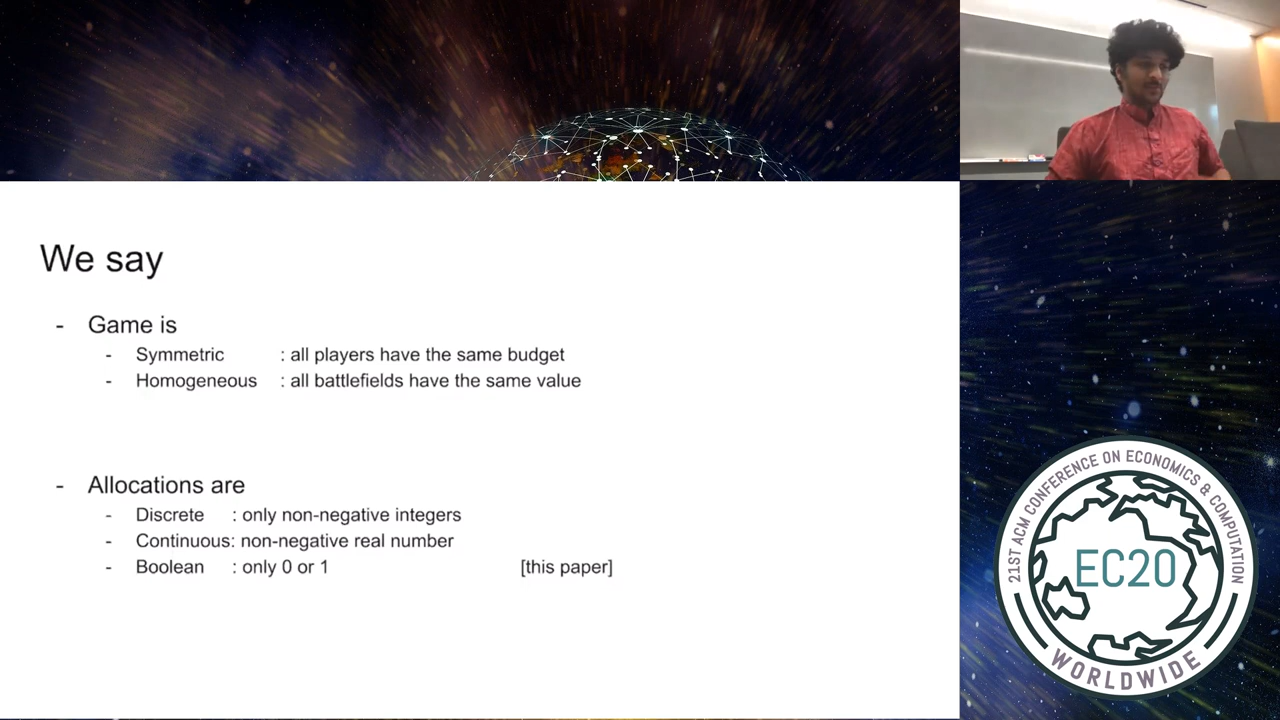 We say
- Game is
- Symmetric : all players have the same budget
- Homogeneous : all battlefields have the same value
- Allocations are
- Discrete : only non-negative integers
- Continuous: non-negative real number
- Boolean : only 0 or 1 [this paper]
21ST ACM CONFERENCE ON ECONOMICS & COMPUTATION
EC20
WORLDWIDE